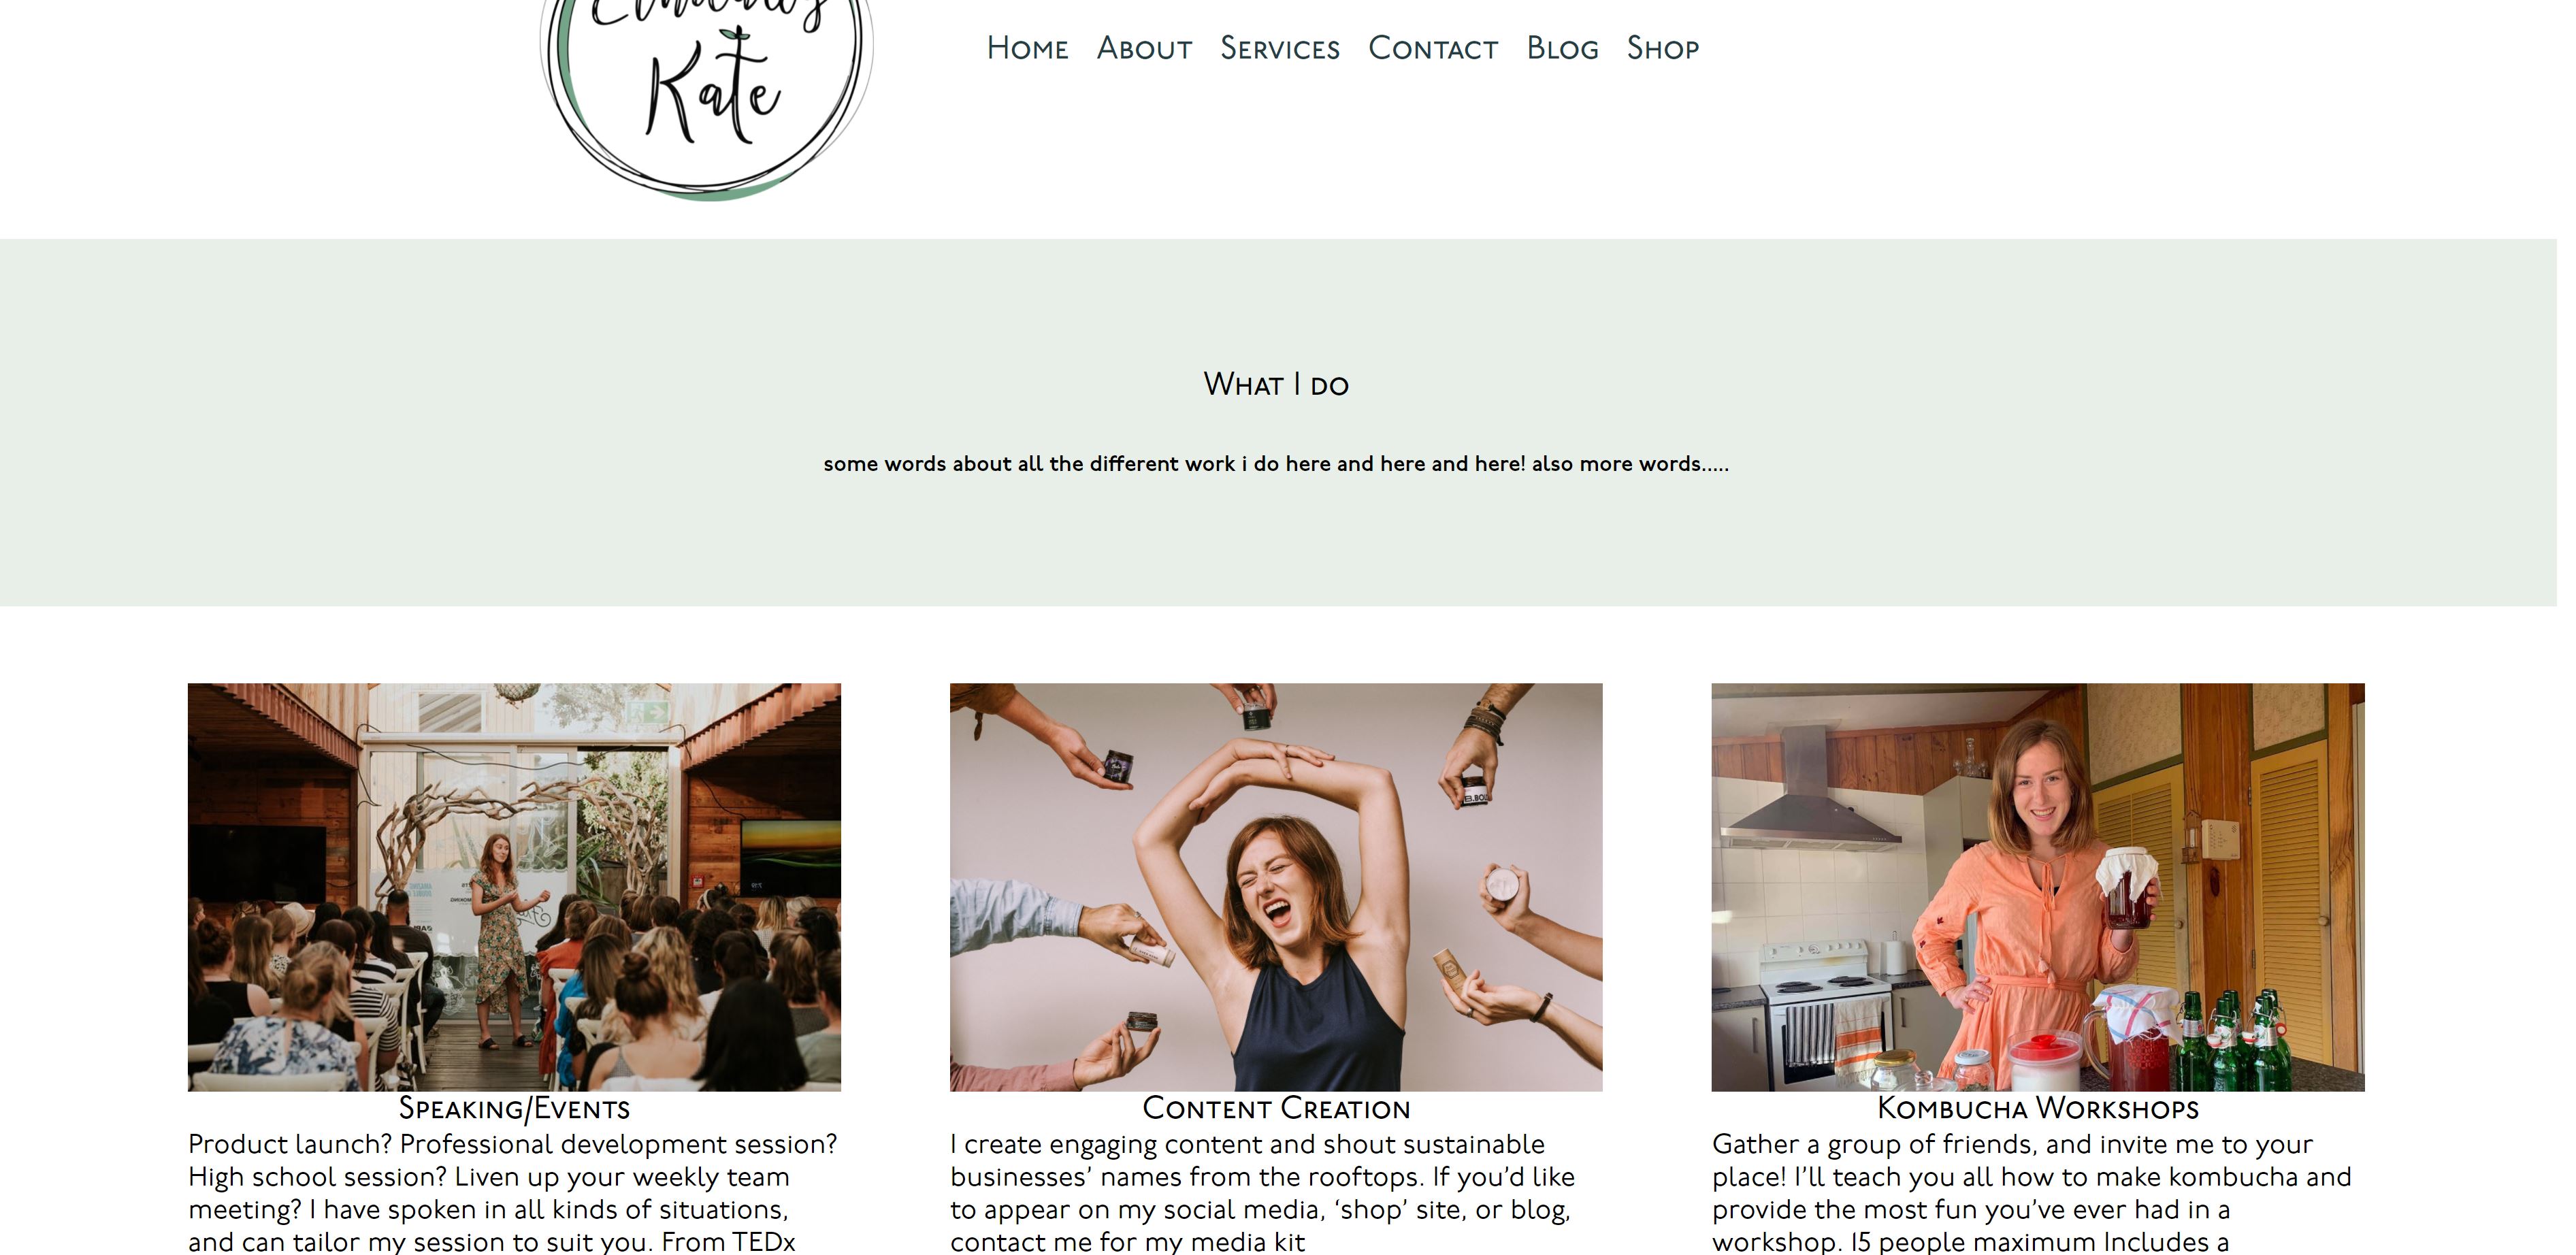 Kate
Home About Services Contact Blog Shop
What I do
some words about all the different work i do here and here and here! also more words.....
Speaking/Events
Product launch? Professional development session?
High school session? Liven up your weekly team
meeting? I have spoken in all kinds of situations,
and can tailor my session to suit you. From TEDx
Content Creation
I create engaging content and shout sustainable
businesses’ names from the rooftops. If you’d like
to appear on my social media, ‘shop’ site, or blog,
contact me for my media kit
Kombucha Workshops
Gather a group of friends, and invite me to your
place! I’ll teach you all how to make kombucha and
provide the most fun you’ve ever had in a
workshop. 15 people maximum Includes a